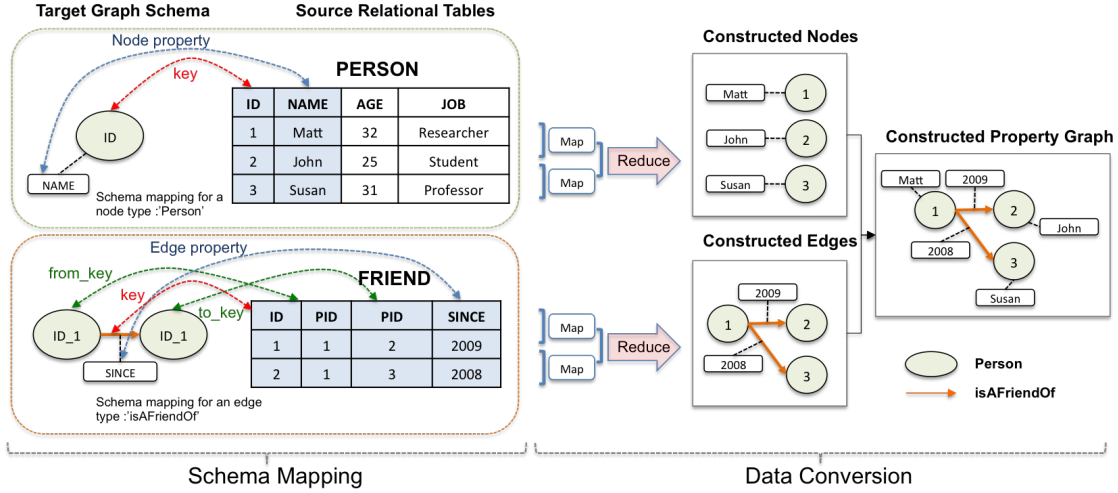 Target Graph Schema
Source Relational Tables
Node property
key
PERSON
ID
NAME
ID NAME AGE JOB
1 Matt 32 Researcher
2 John 25 Student
3 Susan 31 Professor
Schema mapping for a
node type :'Person'
Edge property
from_key
key
to_key
FRIEND
ID_1
ID_1
SINCE
ID PID PID SINCE
1 1 2 2009
2 1 3 2008
Schema mapping for an edge
type :'isAFriendOf'
Schema Mapping
Map
Map
Reduce
Map
Map
Reduce
Constructed Nodes
Matt 1
John 2
Susan 3
Constructed Edges
2009
1 2
2008
3
Constructed Property Graph
Matt 2009
1 2
John
2008
3
Susan
Person
isAFriendOf
Data Conversion